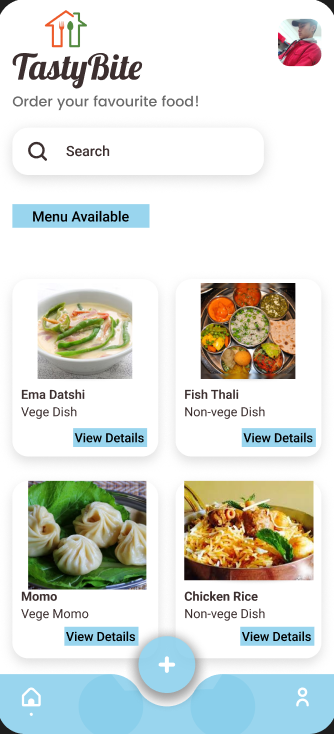 TastyBite
Order your favourite food!
Search
Menu Available
Ema Datshi
Vege Dish
View Details
Fish Thali
Non-vege Dish
View Details
Momo
Vege Momo
View Details
Chicken Rice
Non-vege Dish
View Details